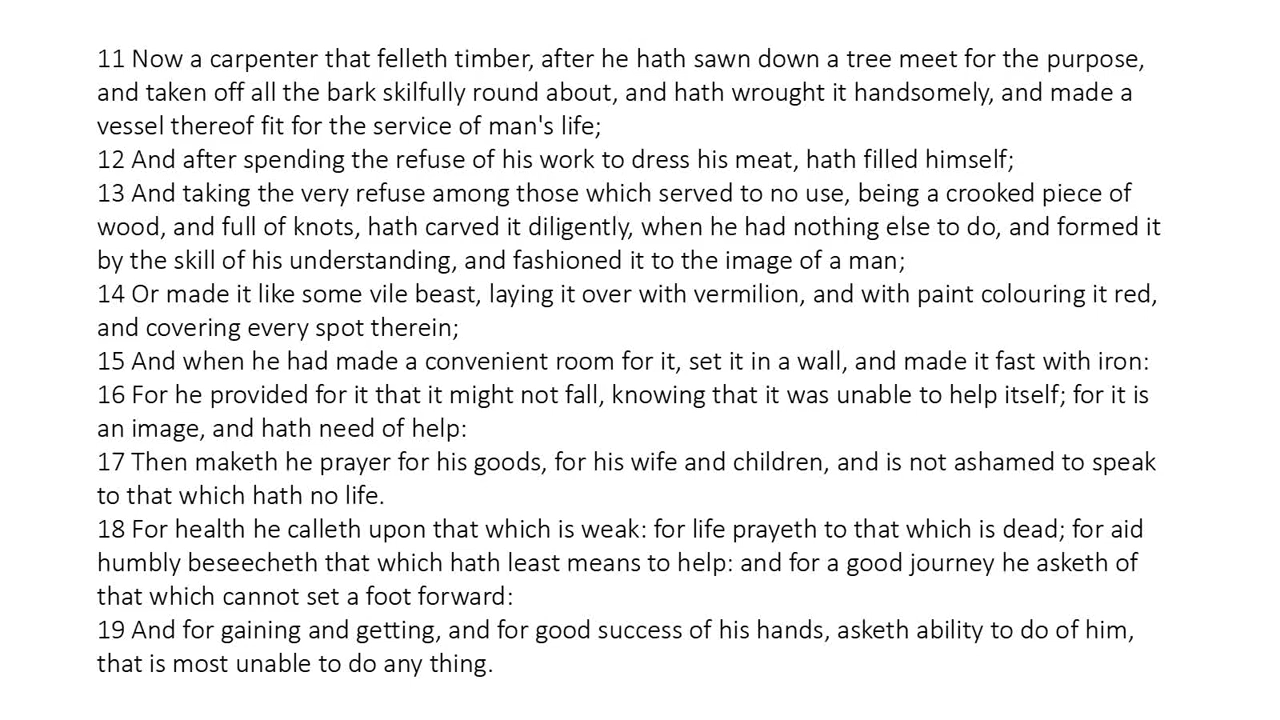 11 Now a carpenter that felleth timber, after he hath sawn down a tree meet for the purpose,
and taken off all the bark skilfully round about, and hath wrought it handsomely, and made a
vessel thereof fit for the service of man's life;
12 And after spending the refuse of his work to dress his meat, hath filled himself;
13 And taking the very refuse among those which served to no use, being a crooked piece of
wood, and full of knots, hath carved it diligently, when he had nothing else to do, and formed it
by the skill of his understanding, and fashioned it to the image of a man;
14 Or made it like some vile beast, laying it over with vermilion, and with paint colouring it red,
and covering every spot therein;
15 And when he had made a convenient room for it, set it in a wall, and made it fast with iron:
16 For he provided for it that it might not fall, knowing that it was unable to help itself; for it is
an image, and hath need of help:
17 Then maketh he prayer for his goods, for his wife and children, and is not ashamed to speak
to that which hath no life.
18 For health he calleth upon that which is weak: for life prayeth to that which is dead; for aid
humbly beseecheth that which hath least means to help: and for a good journey he asketh of
that which cannot set a foot forward:
19 And for gaining and getting, and for good success of his hands, asketh ability to do of him,
that is most unable to do any thing.